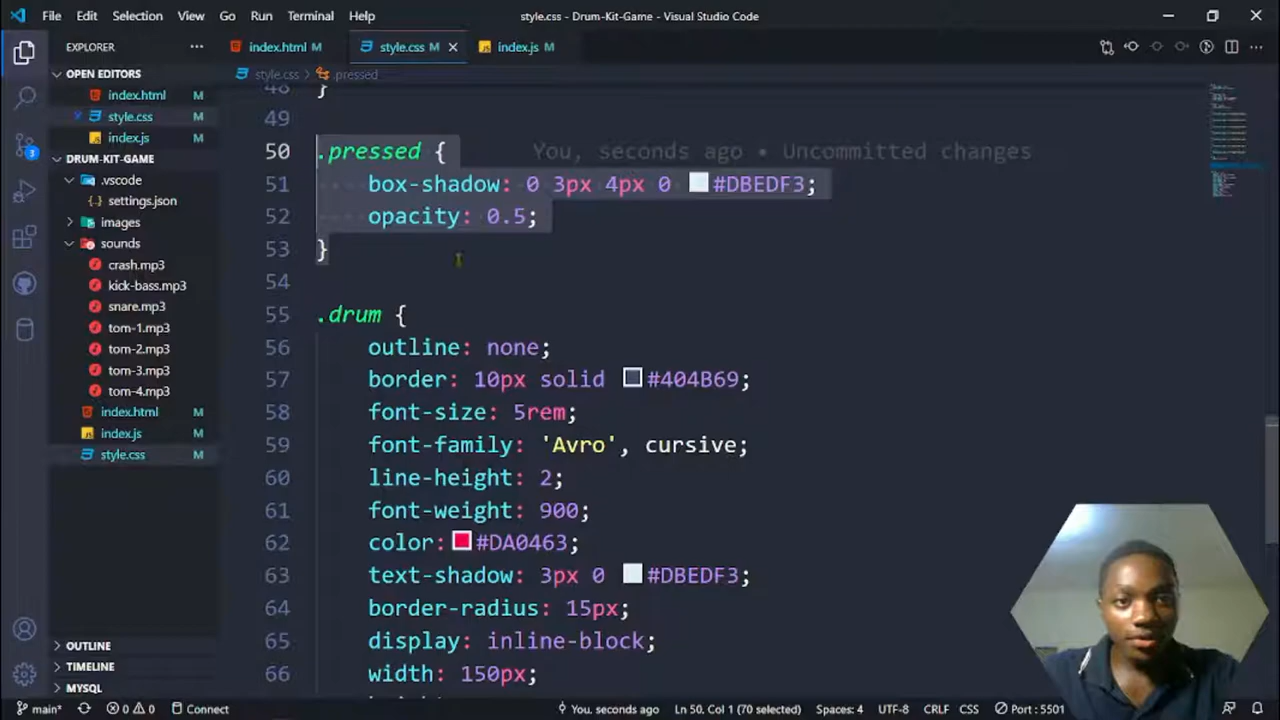 File Edit Selection View Go Run Terminal Help style.css - Drum-Kit-Game - Visual Studio Code
EXPLORER
index.html M style.css M index.js M
style.css > .pressed
OPEN EDITORS
index.html M
style.css M
index.js M
DRUM-KIT-GAME
.vscode
settings.json
images
sounds
crash.mp3
kick-bass.mp3
snare.mp3
tom-1.mp3
tom-2.mp3
tom-3.mp3
tom-4.mp3
index.html M
index.js M
style.css M
OUTLINE
TIMELINE
MYSQL
3
48 }
49
50 .pressed { You, seconds ago • Uncommitted changes
51 box-shadow: 0 3px 4px 0 #DBEDF3;
52 opacity: 0.5;
53 }
54
55 .drum {
56 outline: none;
57 border: 10px solid #404B69;
58 font-size: 5rem;
59 font-family: 'Avro', cursive;
60 line-height: 2;
61 font-weight: 900;
62 color: #DA0463;
63 text-shadow: 3px 0 #DBEDF3;
64 border-radius: 15px;
65 display: inline-block;
66 width: 150px;
main* 0 0 Connect You, seconds ago Ln 50, Col 1 (70 selected) Spaces: 4 UTF-8 CRLF CSS Port : 5501